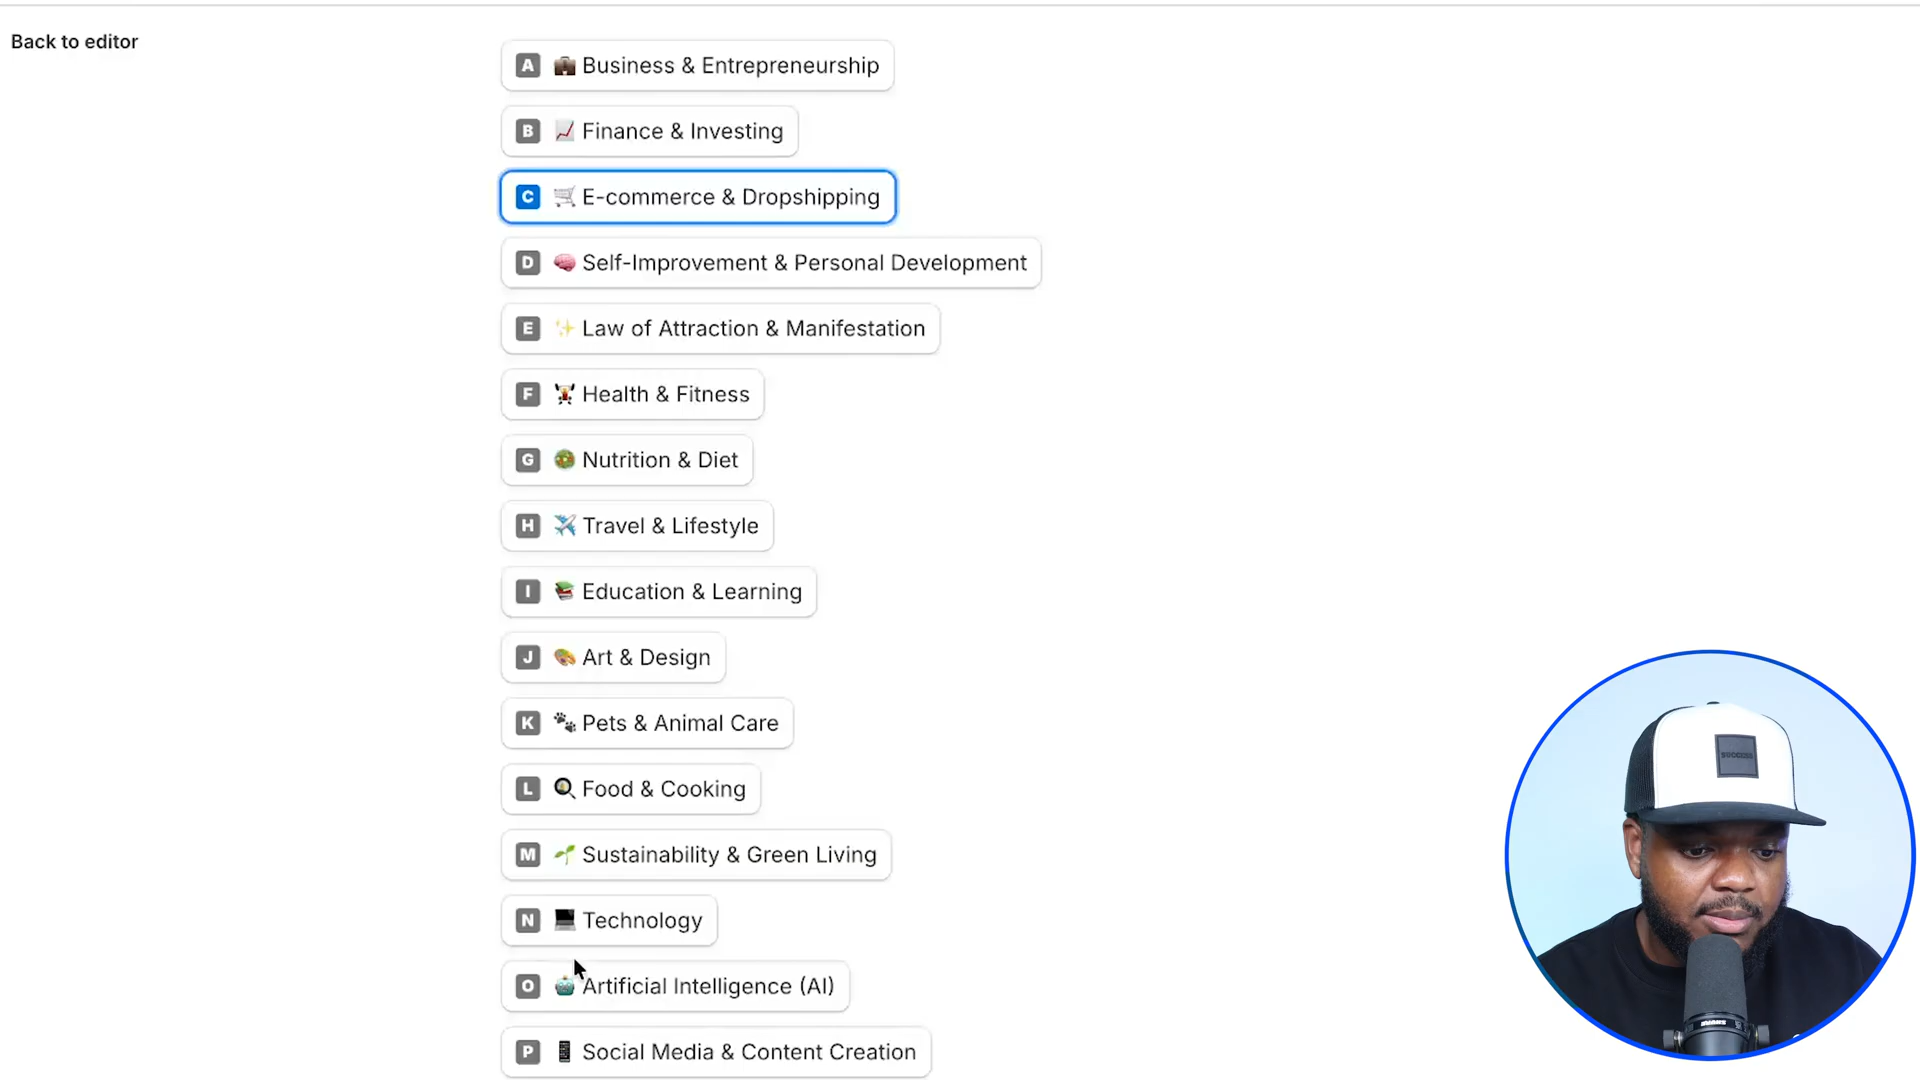 Back to editor
A 💼 Business & Entrepreneurship
B 📈 Finance & Investing
C 🛒 E-commerce & Dropshipping
D 🧠 Self-Improvement & Personal Development
E ✨ Law of Attraction & Manifestation
F 🏋️ Health & Fitness
G 🥗 Nutrition & Diet
H ✈️ Travel & Lifestyle
I 📚 Education & Learning
J 🎨 Art & Design
K 🐾 Pets & Animal Care
L 🍳 Food & Cooking
M 🌱 Sustainability & Green Living
N 💻 Technology
O 🤖 Artificial Intelligence (AI)
P 📱 Social Media & Content Creation
SUCCESS
SHURE